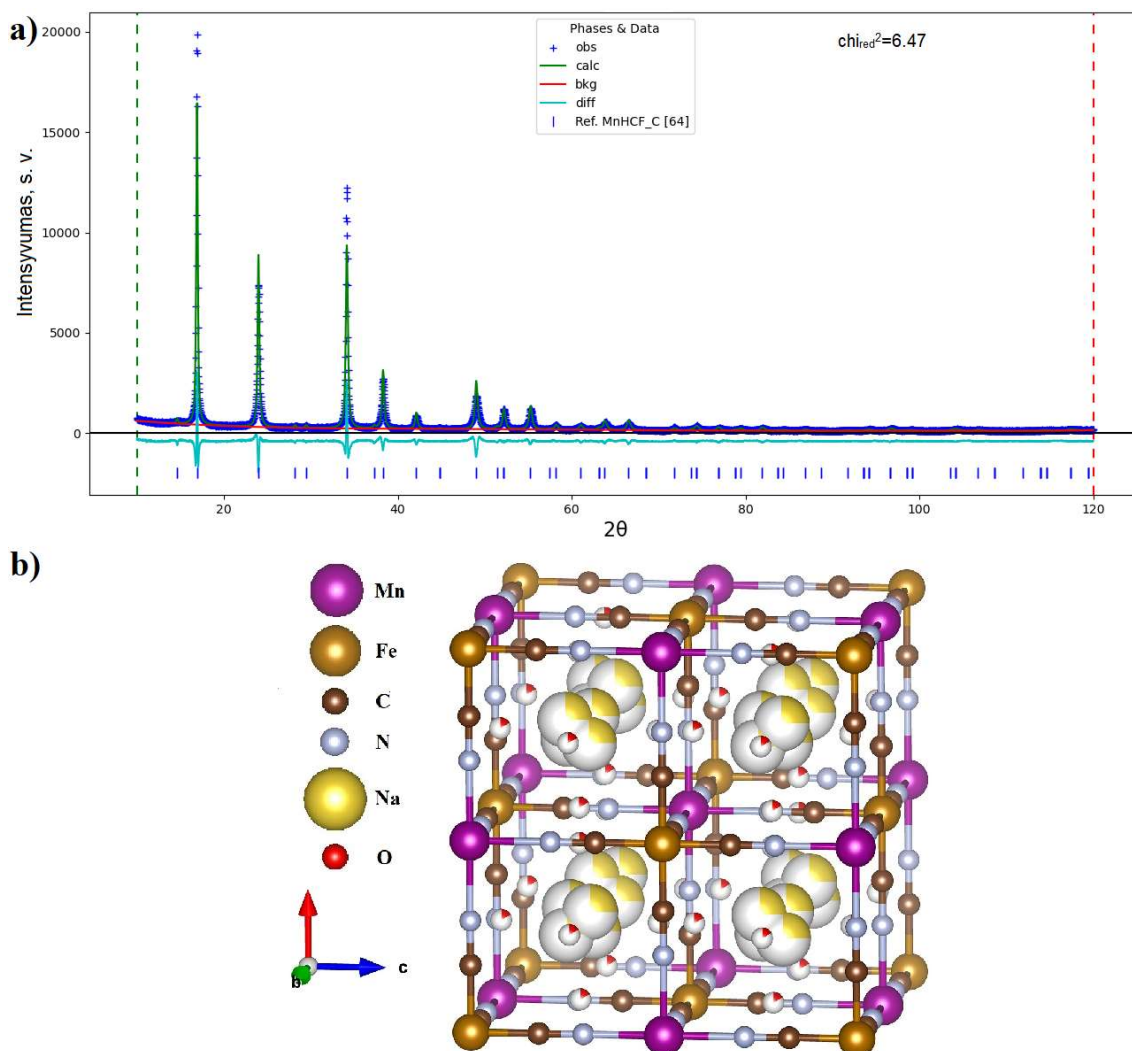 a)
Phases & Data
obs
calc
bkg
diff
Ref. MnHCF_C [64]
chired²=6.47
Intensyvumas, s. v.
20000
15000
10000
5000
0
20 40 60 80 100 120
2θ
b)
Mn
Fe
C
N
Na
O
b
c